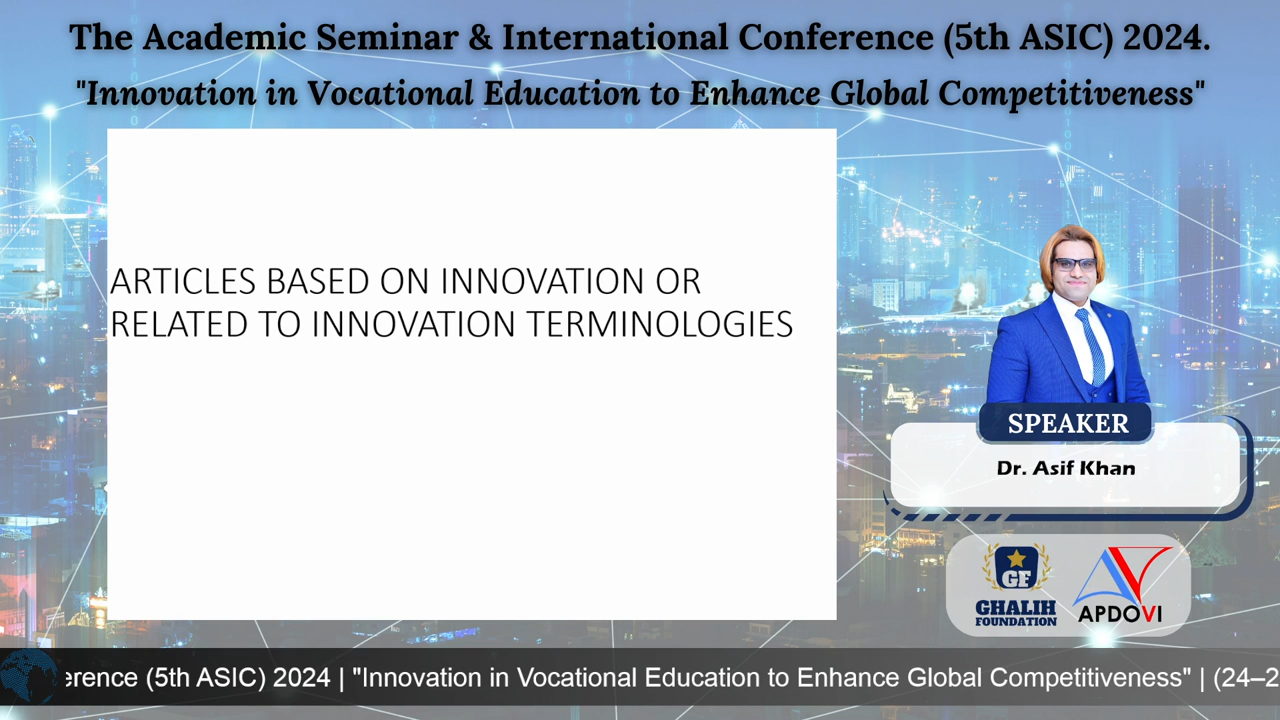 The Academic Seminar & International Conference (5th ASIC) 2024.
"Innovation in Vocational Education to Enhance Global Competitiveness"
ARTICLES BASED ON INNOVATION OR
RELATED TO INNOVATION TERMINOLOGIES
SPEAKER
Dr. Asif Khan
GF
GHALIH
FOUNDATION
APDOVI
erence (5th ASIC) 2024 | "Innovation in Vocational Education to Enhance Global Competitiveness" | (24–2